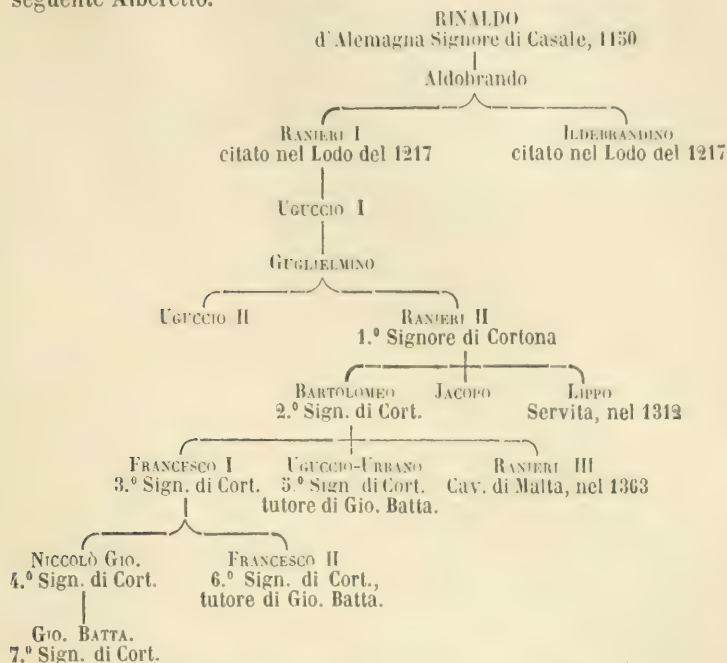 seguente Alberetto.
RINALDO
d'Alemagna Signore di Casale, 1150
Aldobrando
RANIERI I
citato nel Lodo del 1217
ILDEBRANDINO
citato nel Lodo del 1217
UGUCCIO I
GUGLIELMINO
UGUCCIO II
RANIERI II
1.º Signore di Cortona
BARTOLOMEO
2.º Sign. di Cort.
JACOPO
LIPPO
Servita, nel 1312
FRANCESCO I
3.º Sign. di Cort.
UGUCCIO-URBANO
5.º Sign di Cort.
tutore di Gio. Batta.
RANIERI III
Cav. di Malta, nel 1363
NICCOLÒ GIO.
4.º Sign. di Cort.
FRANCESCO II
6.º Sign. di Cort.,
tutore di Gio. Batta.
GIO. BATTA.
7.º Sign. di Cort.